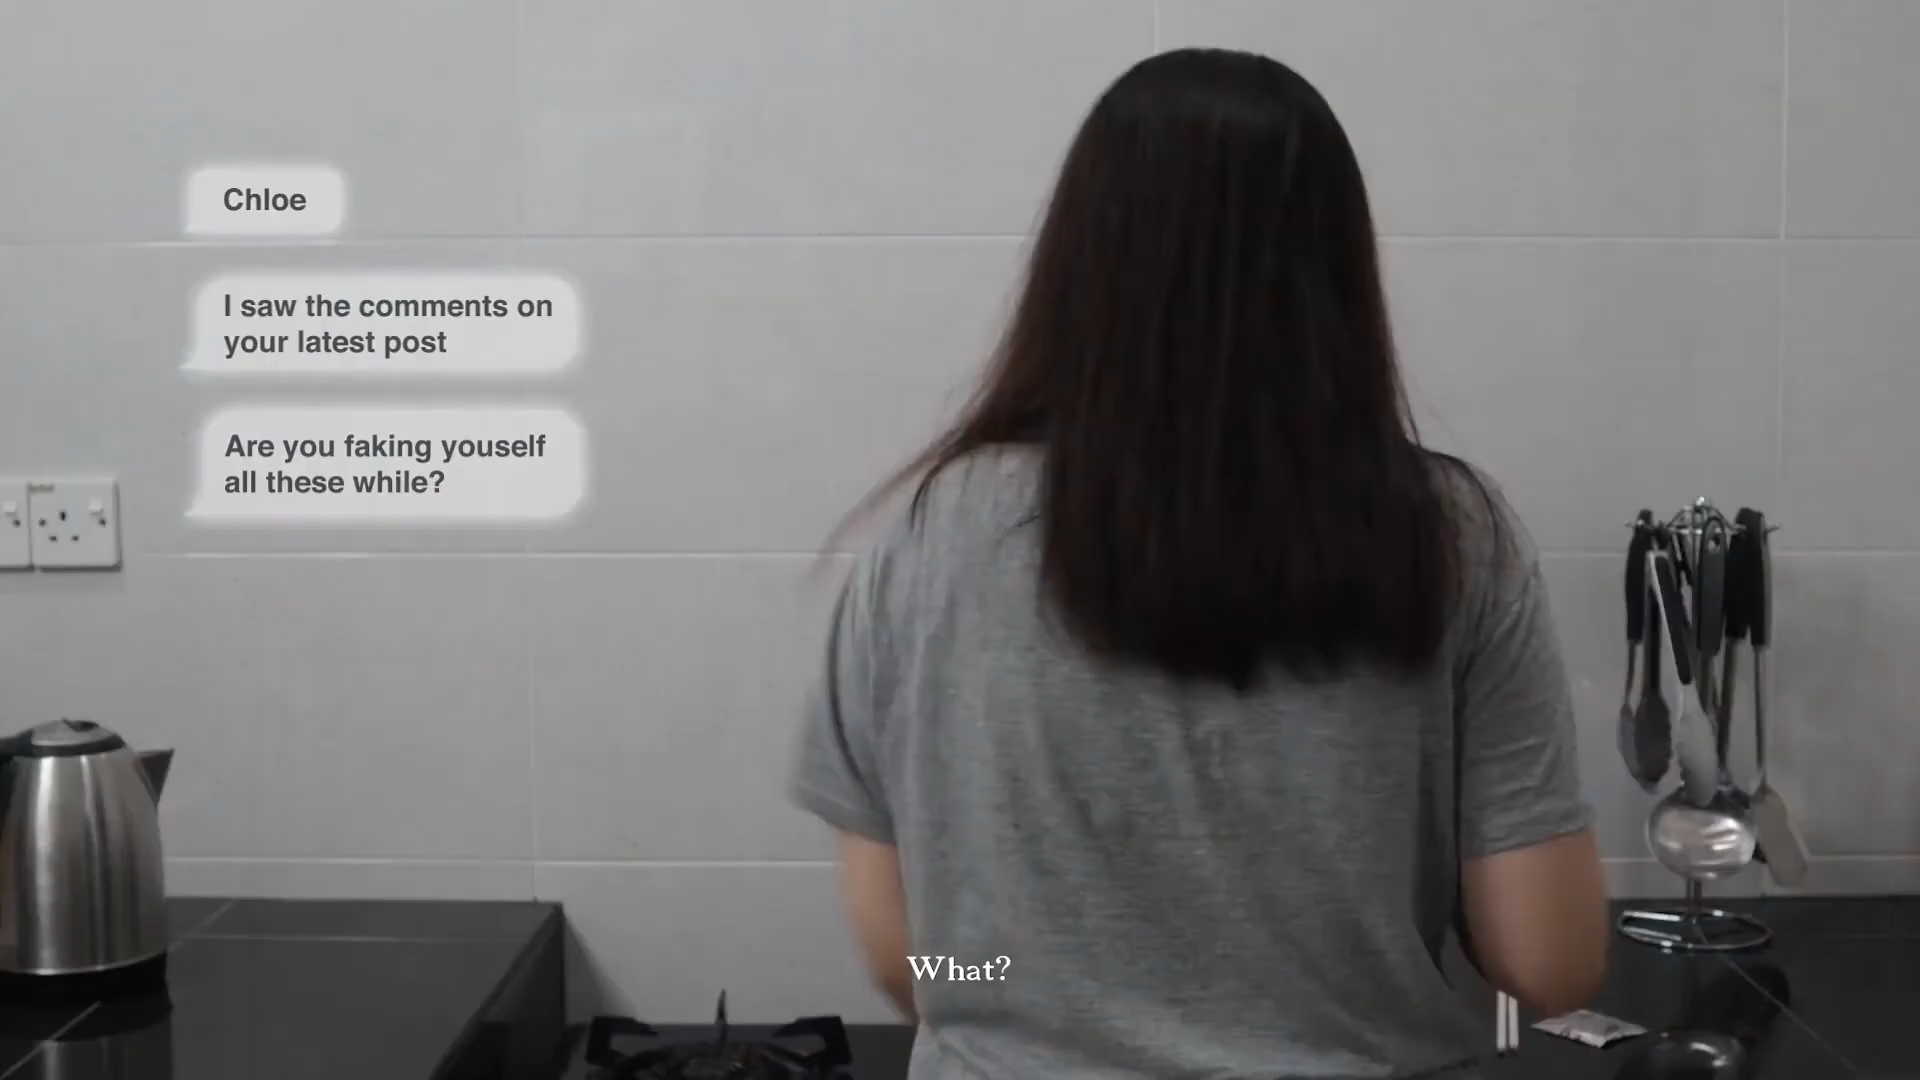 Chloe
I saw the comments on
your latest post
Are you faking youself
all these while?
What?